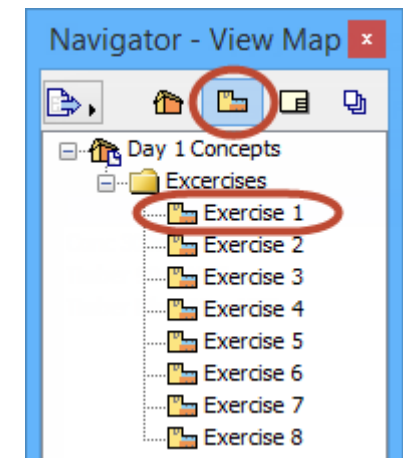 Navigator - View Map
Day 1 Concepts
Excercises
Exercise 1
Exercise 2
Exercise 3
Exercise 4
Exercise 5
Exercise 6
Exercise 7
Exercise 8